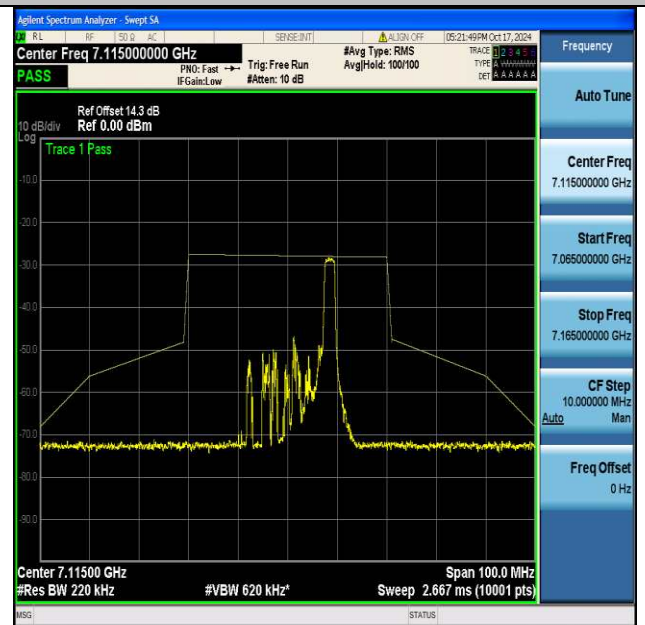 Agilent Spectrum Analyzer - Swept SA
RL RF 50 Ω AC SENSE:INT ALIGN OFF 05:21:49PM Oct 17, 2024
Center Freq 7.115000000 GHz
#Avg Type: RMS
TRACE 1 2 3 4 5 6
PASS
PNO: Fast
Trig: Free Run
Avg|Hold: 100/100
TYPE A
IFGain:Low
#Atten: 10 dB
DET A A A A A A
Ref Offset 14.3 dB
10 dB/div Ref 0.00 dBm
Log
Trace 1 Pass
-10.0
-20.0
-30.0
-40.0
-50.0
-60.0
-70.0
-80.0
-90.0
Center 7.11500 GHz
Span 100.0 MHz
#Res BW 220 kHz
#VBW 620 kHz*
Sweep 2.667 ms (10001 pts)
MSG
STATUS
Frequency
Auto Tune
Center Freq
7.115000000 GHz
Start Freq
7.065000000 GHz
Stop Freq
7.165000000 GHz
CF Step
10.000000 MHz
Auto Man
Freq Offset
0 Hz